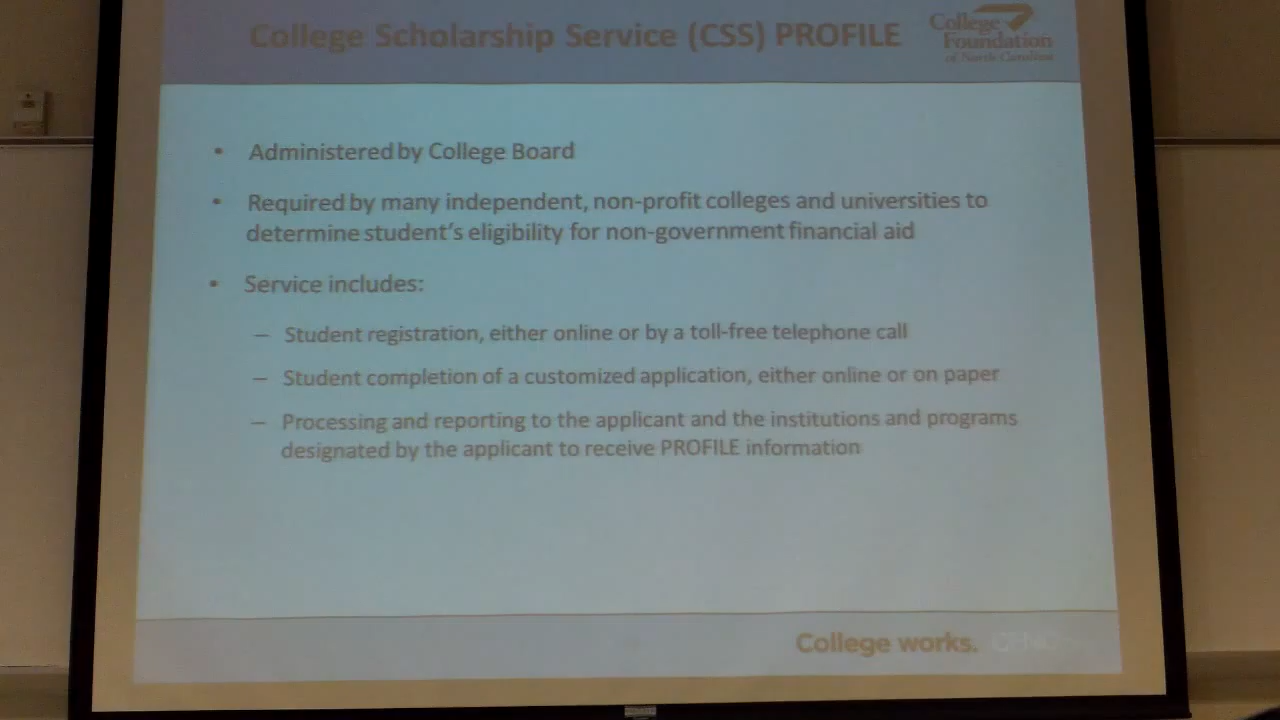 College Scholarship Service (CSS) PROFILE
College
Foundation
of North Carolina
• Administered by College Board
• Required by many independent, non-profit colleges and universities to
determine student's eligibility for non-government financial aid
• Service includes:
– Student registration, either online or by a toll-free telephone call
– Student completion of a customized application, either online or on paper
– Processing and reporting to the applicant and the institutions and programs
designated by the applicant to receive PROFILE information
College works.